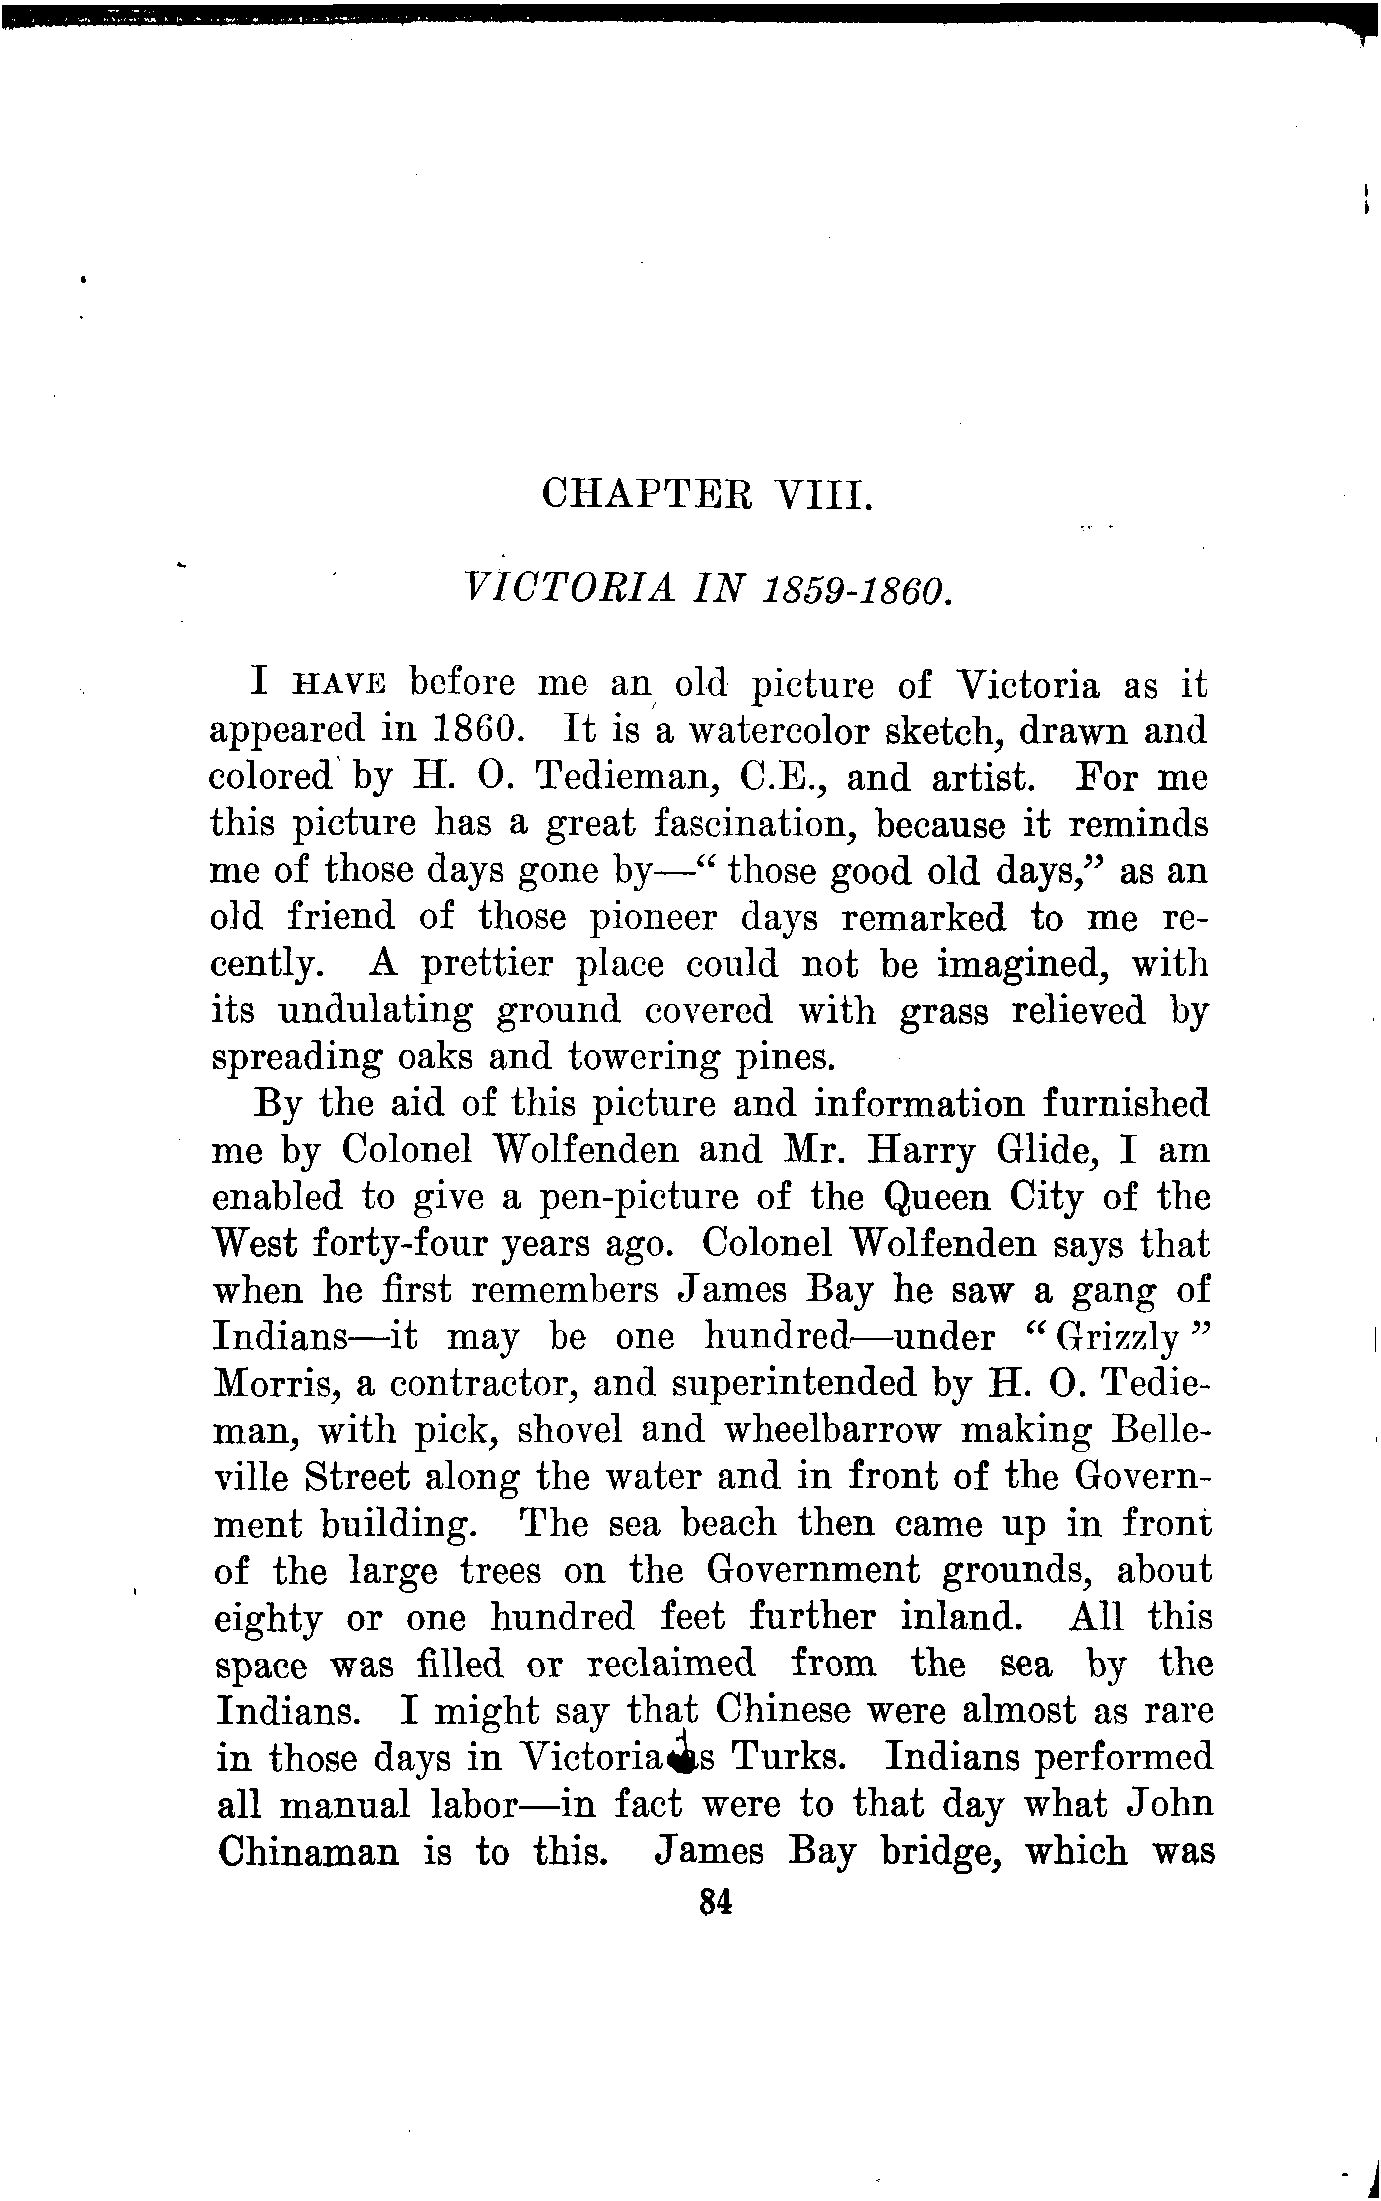 CHAPTER VIII.
VICTORIA IN 1859-1860.
I HAVE before me an old picture of Victoria as it
appeared in 1860. It is a watercolor sketch, drawn and
colored by H. O. Tedieman, C.E., and artist. For me
this picture has a great fascination, because it reminds
me of those days gone by—" those good old days," as an
old friend of those pioneer days remarked to me re-
cently. A prettier place could not be imagined, with
its undulating ground covered with grass relieved by
spreading oaks and towering pines.
By the aid of this picture and information furnished
me by Colonel Wolfenden and Mr. Harry Glide, I am
enabled to give a pen-picture of the Queen City of the
West forty-four years ago. Colonel Wolfenden says that
when he first remembers James Bay he saw a gang of
Indians—it may be one hundred—under " Grizzly "
Morris, a contractor, and superintended by H. O. Tedie-
man, with pick, shovel and wheelbarrow making Belle-
ville Street along the water and in front of the Govern-
ment building. The sea beach then came up in front
of the large trees on the Government grounds, about
eighty or one hundred feet further inland. All this
space was filled or reclaimed from the sea by the
Indians. I might say that Chinese were almost as rare
in those days in Victoria as Turks. Indians performed
all manual labor—in fact were to that day what John
Chinaman is to this. James Bay bridge, which was
84